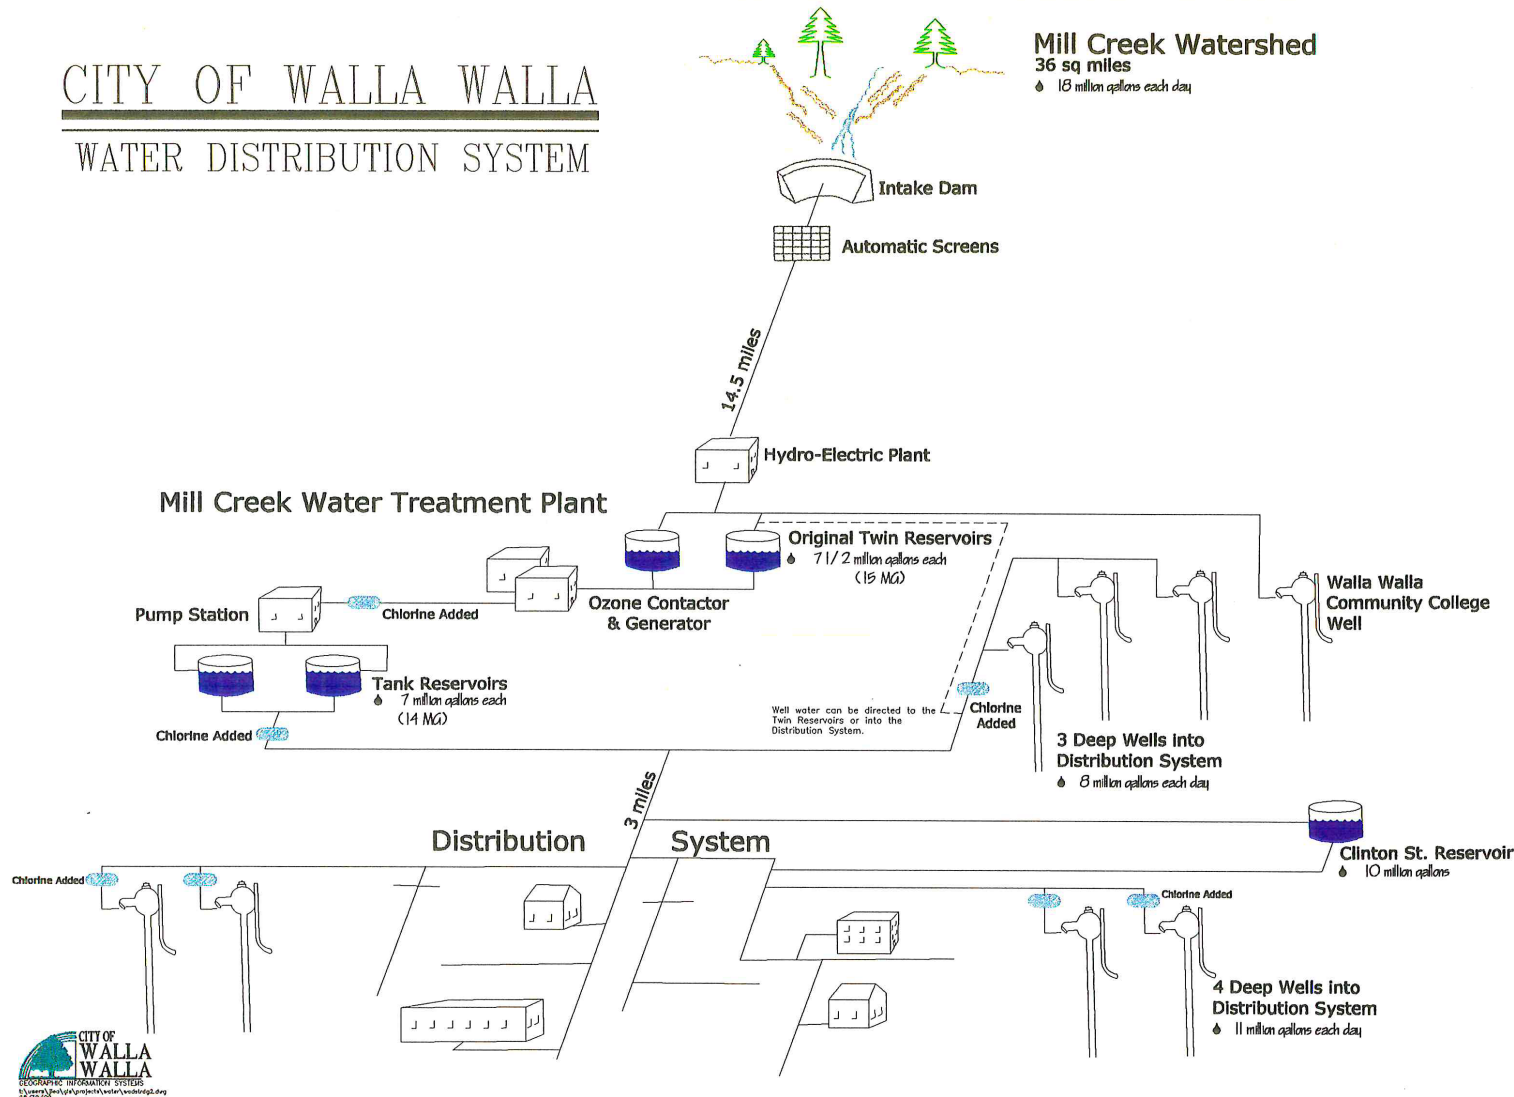 CITY OF WALLA WALLA
WATER DISTRIBUTION SYSTEM
Mill Creek Watershed
36 sq miles
18 million gallons each day
Intake Dam
Automatic Screens
14.5 miles
Hydro-Electric Plant
Mill Creek Water Treatment Plant
Original Twin Reservoirs
7 1/2 million gallons each
(15 MG)
Ozone Contactor
& Generator
Chlorine Added
Pump Station
Tank Reservoirs
7 million gallons each
(14 MG)
Chlorine Added
Walla Walla
Community College
Well
Well water can be directed to the
Twin Reservoirs or into the
Distribution System.
Chlorine
Added
3 Deep Wells into
Distribution System
8 million gallons each day
3 miles
Distribution System
Clinton St. Reservoir
10 million gallons
Chlorine Added
Chlorine Added
4 Deep Wells into
Distribution System
11 million gallons each day
CITY OF
WALLA
WALLA
GEOGRAPHIC INFORMATION SYSTEMS